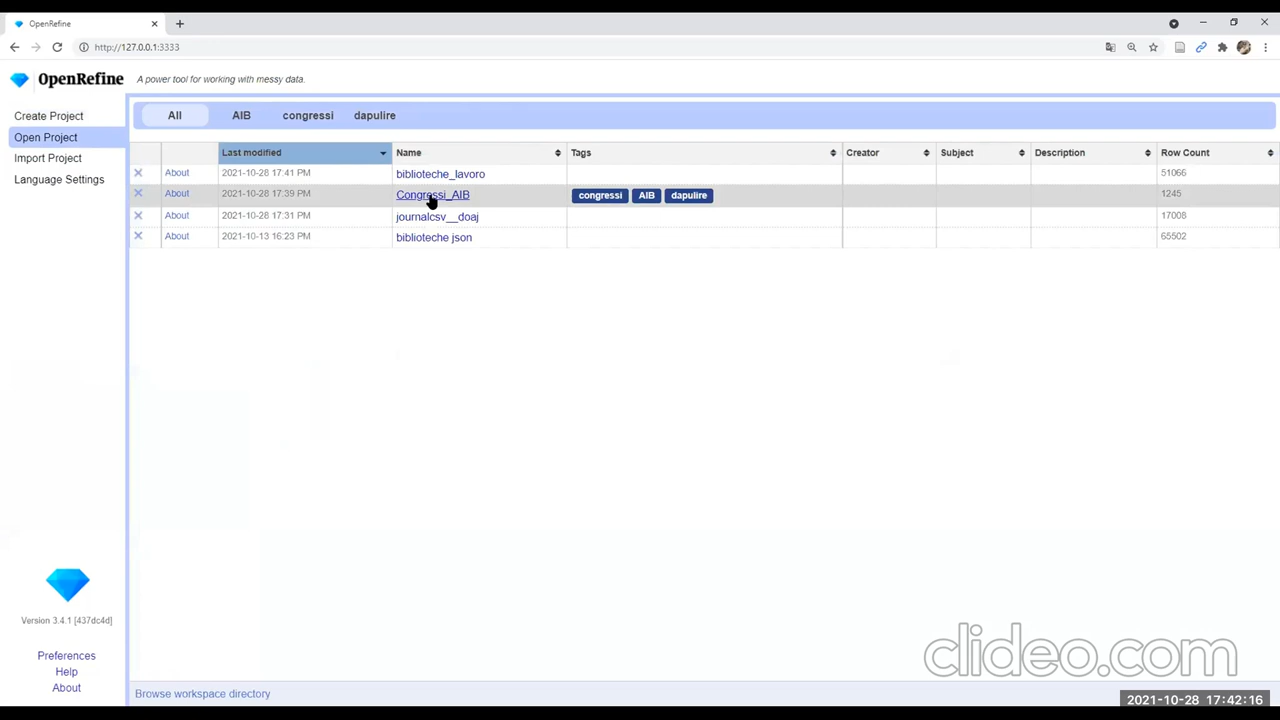 OpenRefine
http://127.0.0.1:3333
OpenRefine A power tool for working with messy data.
Create Project
Open Project
Import Project
Language Settings
All AIB congressi dapulire
Last modified Name Tags Creator Subject Description Row Count
About 2021-10-28 17:41 PM biblioteche_lavoro 51066
About 2021-10-28 17:39 PM Congressi_AIB congressi AIB dapulire 1245
About 2021-10-28 17:31 PM journalcsv__doaj 17008
About 2021-10-13 16:23 PM biblioteche json 65502
Version 3.4.1 [437dc4d]
Preferences
Help
About
Browse workspace directory
clideo.com
2021-10-28 17:42:16